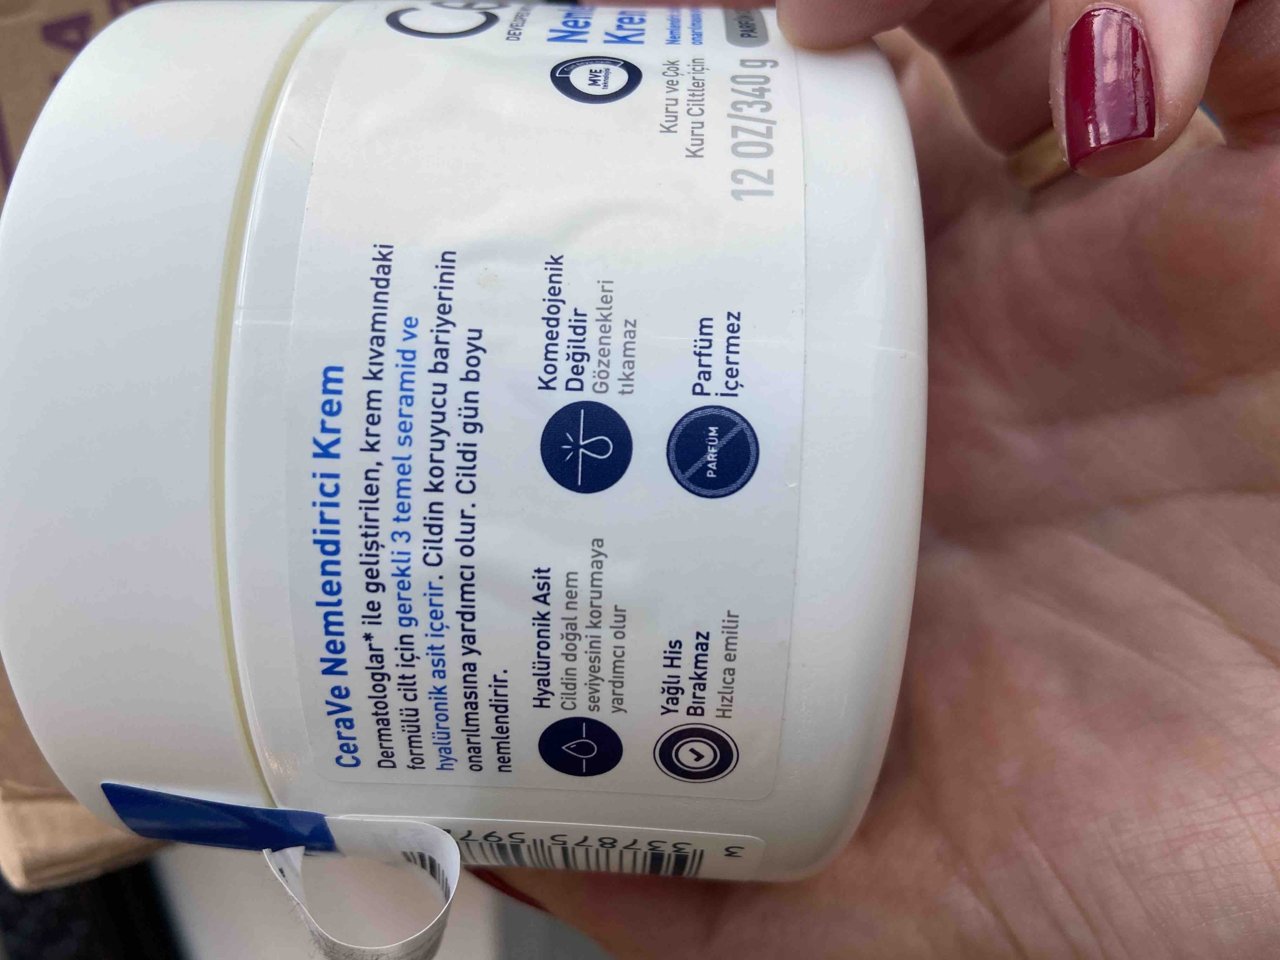 CeraVe Nemlendirici Krem
Dermatologlar* ile geliştirilen, krem kıvamındaki
formülü cilt için gerekli 3 temel seramid ve
hyalüronik asit içerir. Cildin koruyucu bariyerinin
onarılmasına yardımcı olur. Cildi gün boyu
nemlendirir.
Hyalüronik Asit
Cildin doğal nem
seviyesini korumaya
yardımcı olur
Komedojenik
Değildir
Gözenekleri
tıkamaz
Yağlı His
Bırakmaz
Hızlıca emilir
PARFÜM
Parfüm
İçermez
MVE
Kuru ve Çok
Kuru Ciltler için
12 OZ/340 g